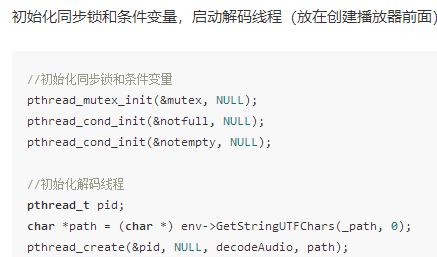 初始化同步锁和条件变量，启动解码线程（放在创建播放器前面）
//初始化同步锁和条件变量
pthread_mutex_init(&mutex, NULL);
pthread_cond_init(&notfull, NULL);
pthread_cond_init(&notempty, NULL);
//初始化解码线程
pthread_t pid;
char *path = (char *) env->GetStringUTFChars(_path, 0);
pthread_create(&pid, NULL, decodeAudio, path);